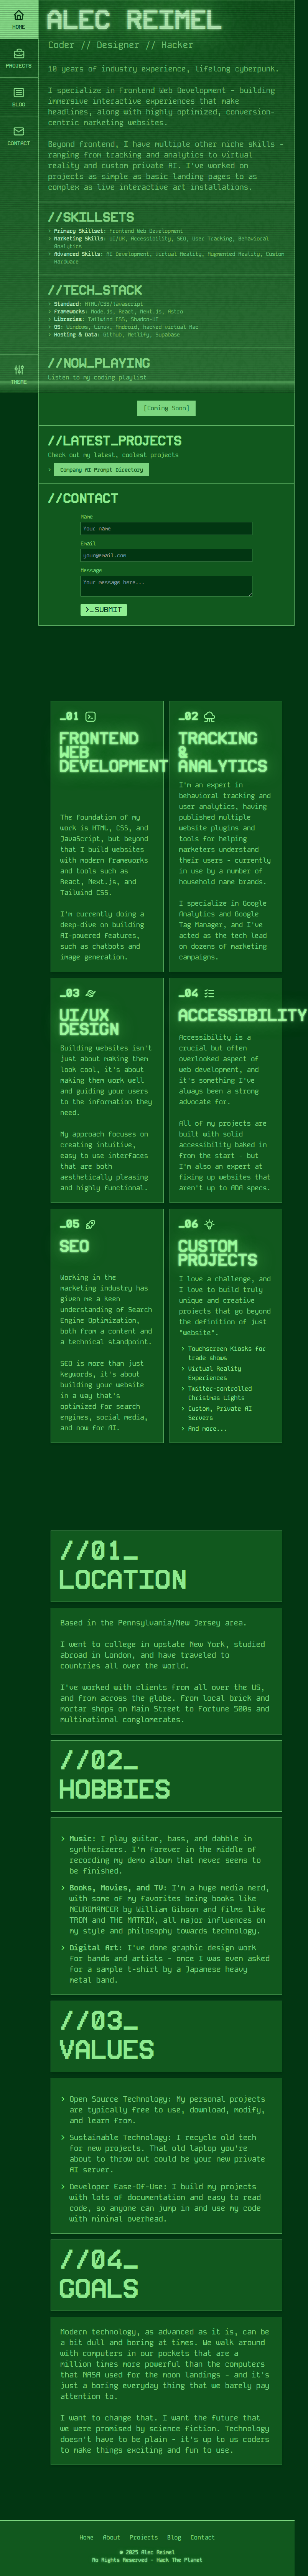 ALEC REIMEL
Coder // Designer // Hacker
10 years of industry experience, lifelong cyberpunk.
I specialize in Frontend Web Development - building
immersive interactive experiences that make
headlines, along with highly optimized, conversion-
centric marketing websites.
Beyond frontend, I have multiple other niche skills -
ranging from tracking and analytics to virtual
reality and custom private AI. I've worked on
projects as simple as basic landing pages to as
complex as live interactive art installations.
HOME
PROJECTS
BLOG
CONTACT
THEME
//SKILLSETS
> Primary Skillset: Frontend Web Development
> Marketing Skills: UI/UX, Accessibility, SEO, User Tracking, Behavioral
Analytics
> Advanced Skills: AI Development, Virtual Reality, Augmented Reality, Custom
Hardware
//TECH_STACK
> Standard: HTML/CSS/Javascript
> Frameworks: Node.js, React, Next.js, Astro
> Libraries: Tailwind CSS, Shadcn-UI
> OS: Windows, Linux, Android, hacked virtual Mac
> Hosting & Data: Github, Netlify, Supabase
//NOW_PLAYING
Listen to my coding playlist
[Coming Soon]
//LATEST_PROJECTS
Check out my latest, coolest projects
> Company AI Prompt Directory
//CONTACT
Name
Your name
Email
your@email.com
Message
Your message here...
>_SUBMIT
_01
FRONTEND
WEB
DEVELOPMENT
The foundation of my
work is HTML, CSS, and
JavaScript, but beyond
that I build websites
with modern frameworks
and tools such as
React, Next.js, and
Tailwind CSS.
I'm currently doing a
deep-dive on building
AI-powered features,
such as chatbots and
image generation.
_02
TRACKING
&
ANALYTICS
I'm an expert in
behavioral tracking and
user analytics, having
published multiple
website plugins and
tools for helping
marketers understand
their users - currently
in use by a number of
household name brands.
I specialize in Google
Analytics and Google
Tag Manager, and I've
acted as the tech lead
on dozens of marketing
campaigns.
_03
UI/UX
DESIGN
Building websites isn't
just about making them
look cool, it's about
making them work well
and guiding your users
to the information they
need.
My approach focuses on
creating intuitive,
easy to use interfaces
that are both
aesthetically pleasing
and highly functional.
_04
ACCESSIBILITY
Accessibility is a
crucial but often
overlooked aspect of
web development, and
it's something I've
always been a strong
advocate for.
All of my projects are
built with solid
accessibility baked in
from the start - but
I'm also an expert at
fixing up websites that
aren't up to ADA specs.
_05
SEO
Working in the
marketing industry has
given me a keen
understanding of Search
Engine Optimization,
both from a content and
a technical standpoint.
SEO is more than just
keywords, it's about
building your website
in a way that's
optimized for search
engines, social media,
and now for AI.
_06
CUSTOM
PROJECTS
I love a challenge, and
I love to build truly
unique and creative
projects that go beyond
the definition of just
"website".
> Touchscreen Kiosks for
trade shows
> Virtual Reality
Experiences
> Twitter-controlled
Christmas Lights
> Custom, Private AI
Servers
> And more...
//01_
LOCATION
Based in the Pennsylvania/New Jersey area.
I went to college in upstate New York, studied
abroad in London, and have traveled to
countries all over the world.
I've worked with clients from all over the US,
and from across the globe. From local brick and
mortar shops on Main Street to Fortune 500s and
multinational conglomerates.
//02_
HOBBIES
> Music: I play guitar, bass, and dabble in
synthesizers. I'm forever in the middle of
recording my demo album that never seems to
be finished.
> Books, Movies, and TV: I'm a huge media nerd,
with some of my favorites being books like
NEUROMANCER by William Gibson and films like
TRON and THE MATRIX, all major influences on
my style and philosophy towards technology.
> Digital Art: I've done graphic design work
for bands and artists - once I was even asked
for a sample t-shirt by a Japanese heavy
metal band.
//03_
VALUES
> Open Source Technology: My personal projects
are typically free to use, download, modify,
and learn from.
> Sustainable Technology: I recycle old tech
for new projects. That old laptop you're
about to throw out could be your new private
AI server.
> Developer Ease-Of-Use: I build my projects
with lots of documentation and easy to read
code, so anyone can jump in and use my code
with minimal overhead.
//04_
GOALS
Modern technology, as advanced as it is, can be
a bit dull and boring at times. We walk around
with computers in our pockets that are a
million times more powerful than the computers
that NASA used for the moon landings - and it's
just a boring everyday thing that we barely pay
attention to.
I want to change that. I want the future that
we were promised by science fiction. Technology
doesn't have to be plain - it's up to us coders
to make things exciting and fun to use.
Home About Projects Blog Contact
© 2025 Alec Reimel
No Rights Reserved - Hack The Planet